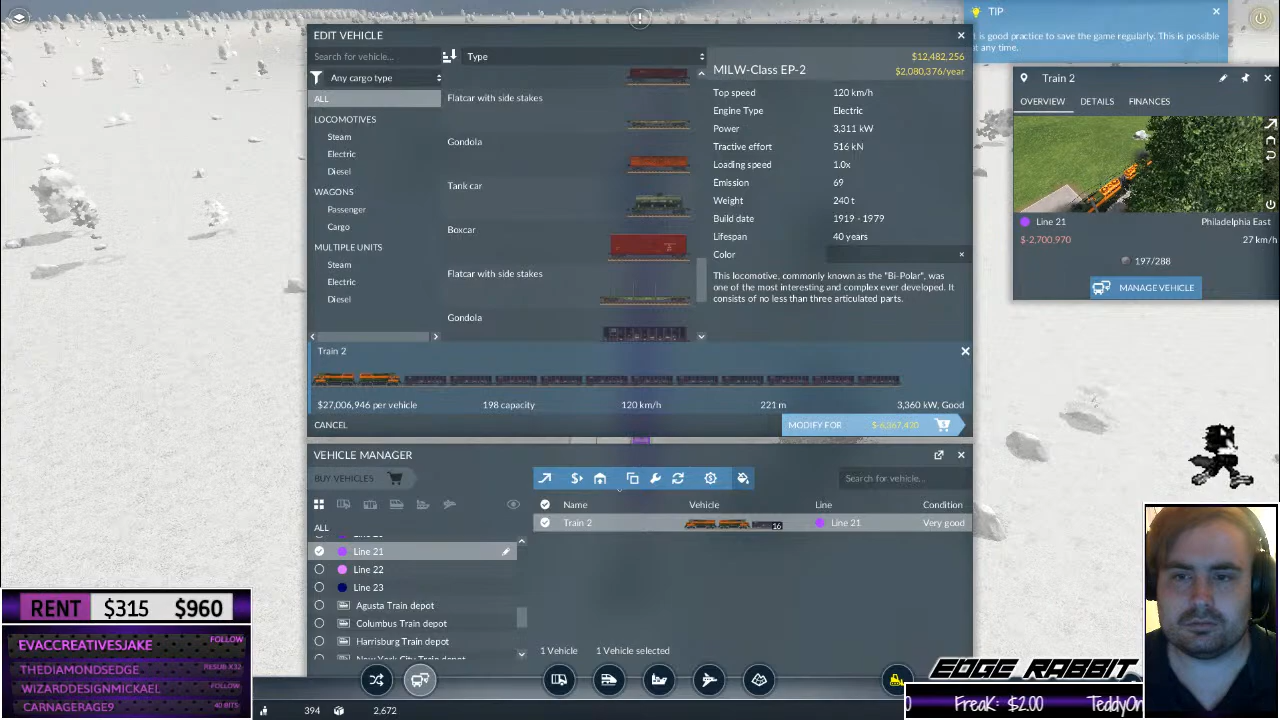 TIP
is good practice to save the game regularly. This is possible
at any time.
EDIT VEHICLE
Search for vehicle...
Type
Any cargo type
ALL
LOCOMOTIVES
Steam
Electric
Diesel
WAGONS
Passenger
Cargo
MULTIPLE UNITS
Steam
Electric
Diesel
Flatcar with side stakes
Gondola
Tank car
Boxcar
Flatcar with side stakes
Gondola
$12,482,256
MILW-Class EP-2
$2,080,376/year
Top speed 120 km/h
Engine Type Electric
Power 3,311 kW
Tractive effort 516 kN
Loading speed 1.0x
Emission 69
Weight 240 t
Build date 1919 - 1979
Lifespan 40 years
Color
This locomotive, commonly known as the "Bi-Polar", was
one of the most interesting and complex ever developed. It
consists of no less than three articulated parts.
Train 2
$27,006,946 per vehicle 198 capacity 120 km/h 221 m 3,360 kW, Good
CANCEL
MODIFY FOR
Train 2
OVERVIEW DETAILS FINANCES
Line 21 Philadelphia East
$-2,700,970 27 km/h
197/288
MANAGE VEHICLE
VEHICLE MANAGER
BUY VEHICLES
Search for vehicle...
ALL
Line 21
Line 22
Line 23
Agusta Train depot
Columbus Train depot
Harrisburg Train depot
New York City Train depot
Name Vehicle Line Condition
Train 2 16 Line 21 Very good
1 Vehicle 1 Vehicle selected
394 2,672
RENT $315 $960
EVACCREATIVESJAKE FOLLOW
THEDIAMONDSEDGE RESUB X32
WIZARDDESIGNMICKAEL FOLLOW
CARNAGERAGE9 40 BITS
EDGE RABBIT
0 FreaK: $2.00 TeddyOn